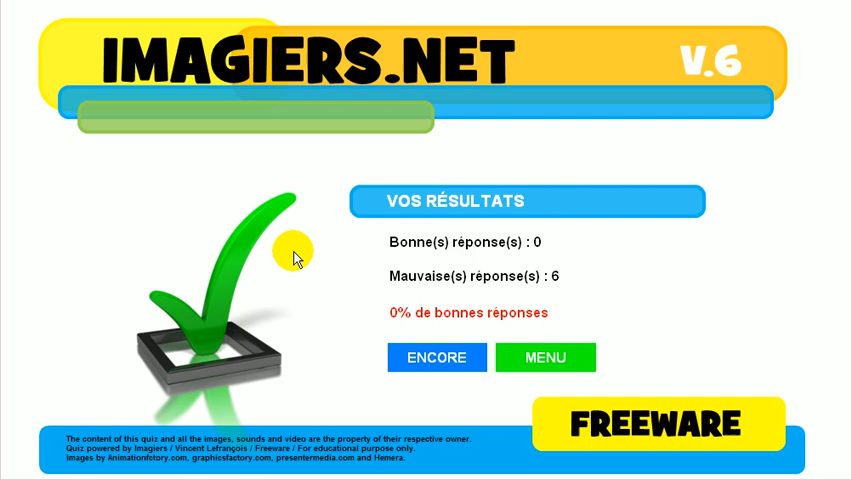 IMAGIERS.NET
V.6
VOS RÉSULTATS
Bonne(s) réponse(s) : 0
Mauvaise(s) réponse(s) : 6
0% de bonnes réponses
ENCORE
MENU
FREEWARE
The content of this quiz and all the images, sounds and video are the property of their respective owner.
Quiz powered by Imagiers / Vincent Lefrançois / Freeware / For educational purpose only.
Images by Animationfctory.com, graphicsfactory.com, presentermedia.com and Hemera.